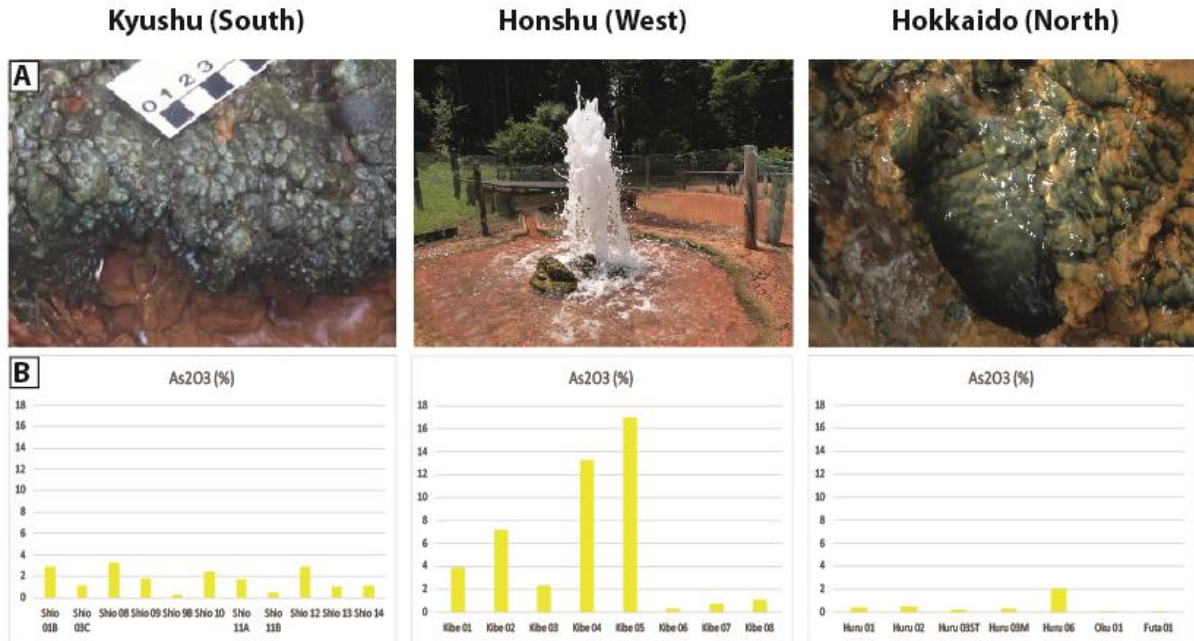 Kyushu (South)
Honshu (West)
Hokkaido (North)
A
0 1 2 3
B
As2O3 (%)
18
16
14
12
10
8
6
4
2
0
Shio 01B
Shio 03C
Shio 08
Shio 09
Shio 9B
Shio 10
Shio 11A
Shio 11B
Shio 12
Shio 13
Shio 14
As2O3 (%)
18
16
14
12
10
8
6
4
2
0
Kibe 01
Kibe 02
Kibe 03
Kibe 04
Kibe 05
Kibe 06
Kibe 07
Kibe 08
As2O3 (%)
18
16
14
12
10
8
6
4
2
0
Huru 01
Huru 02
Huru 03ST
Huru 03M
Huru 06
Oku 01
Futa 01